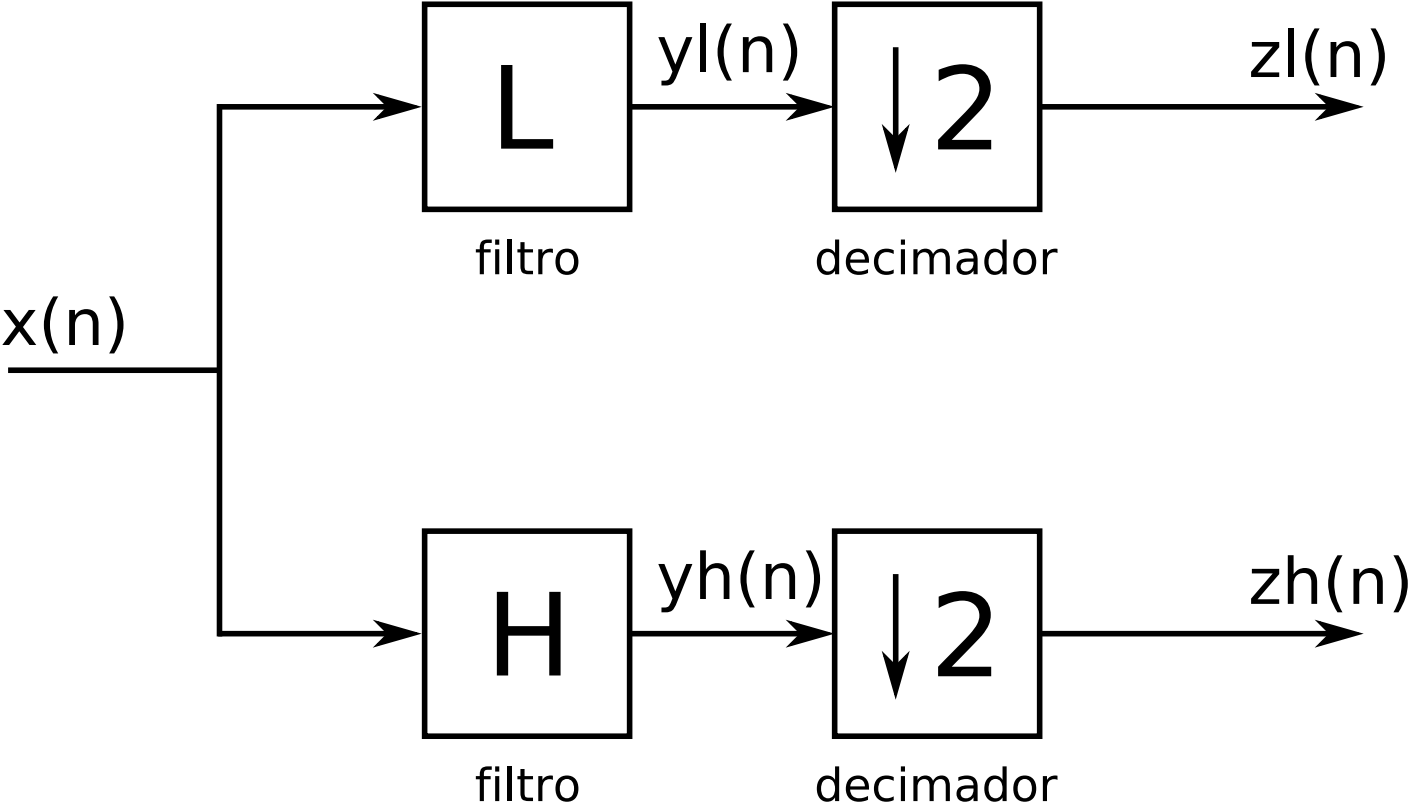 L
yl(n)
↓ 2
zl(n)
filtro
decimador
x(n)
H
yh(n)
↓ 2
zh(n)
filtro
decimador